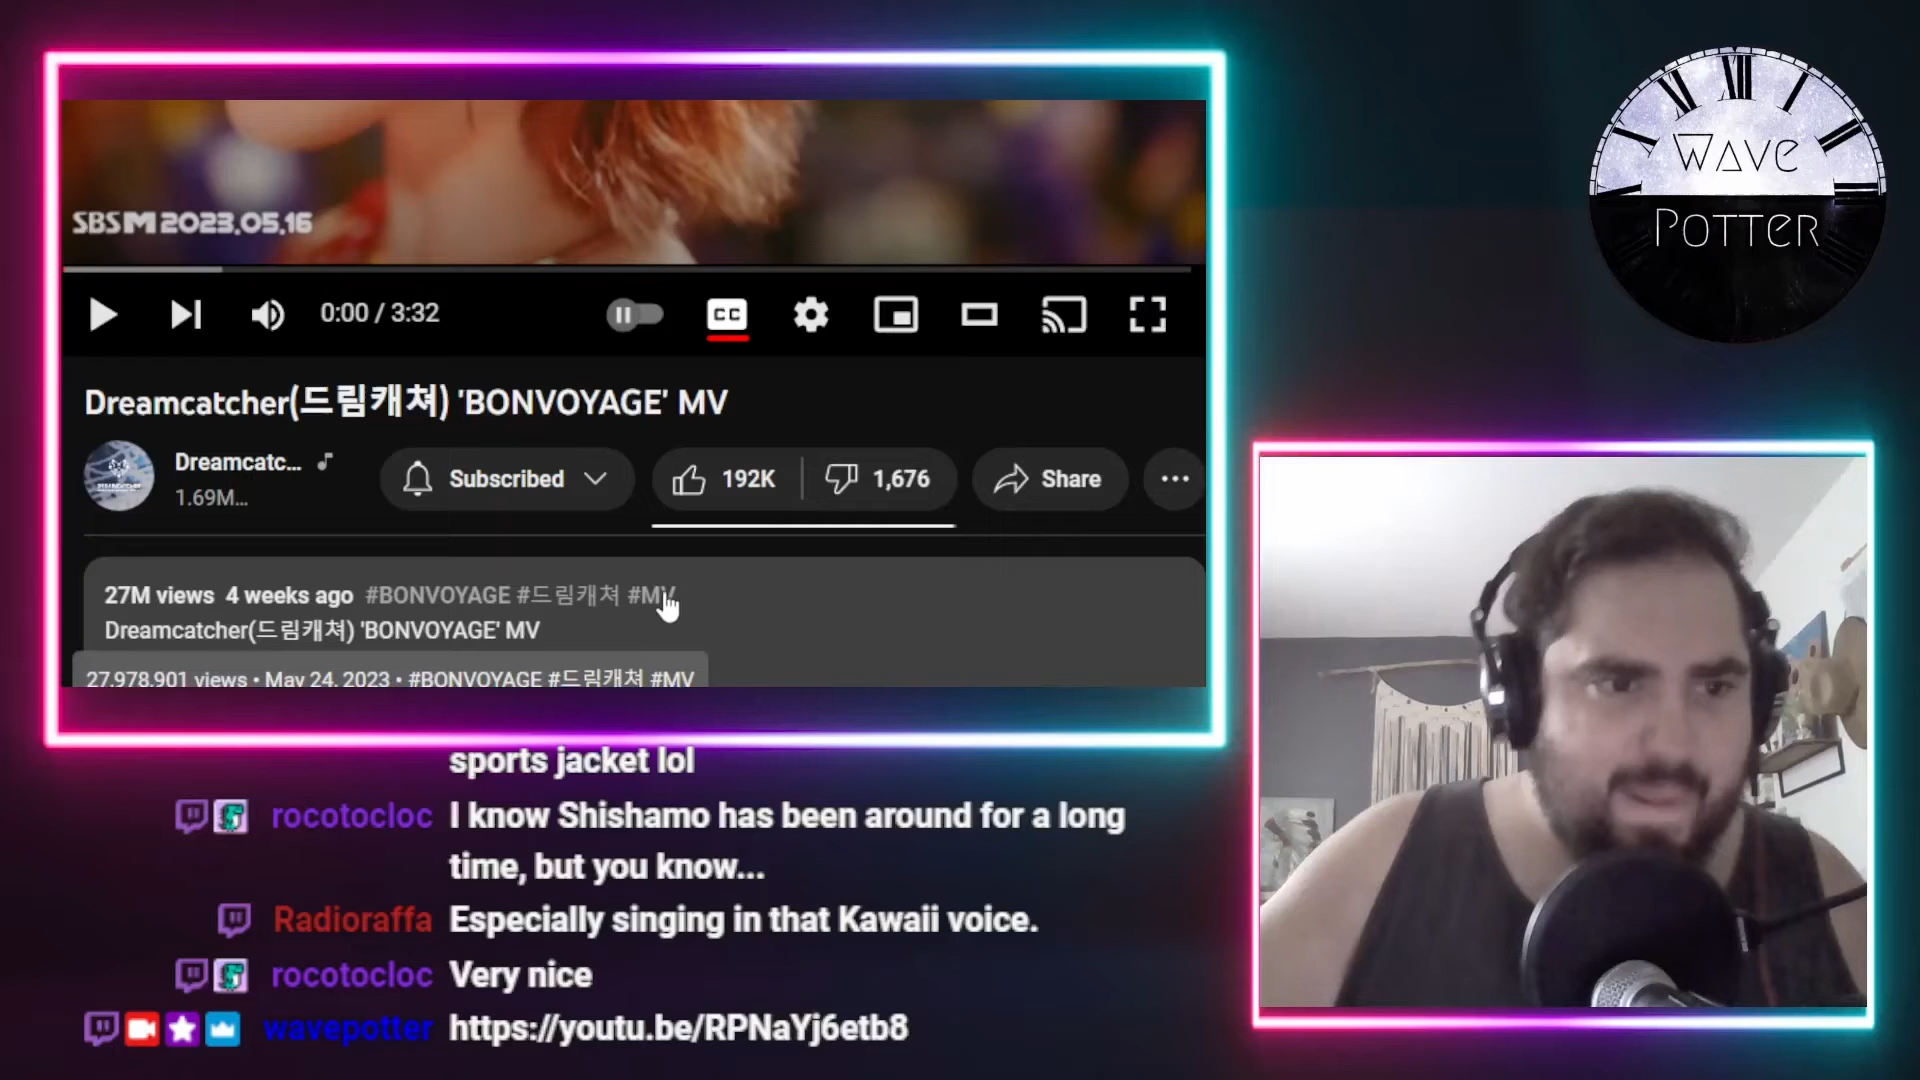 SBS M 2023.05.16
0:00 / 3:32
CC
Dreamcatcher(드림캐쳐) 'BONVOYAGE' MV
Dreamcatc...
1.69M...
Subscribed
192K
1,676
Share
27M views 4 weeks ago #BONVOYAGE #드림캐쳐 #MV
Dreamcatcher(드림캐쳐) 'BONVOYAGE' MV
27,978,901 views • May 24, 2023 • #BONVOYAGE #드림캐쳐 #MV
Wave
Potter
sports jacket lol
rocotocloc I know Shishamo has been around for a long
time, but you know...
Radioraffa Especially singing in that Kawaii voice.
rocotocloc Very nice
wavepotter https://youtu.be/RPNaYj6etb8